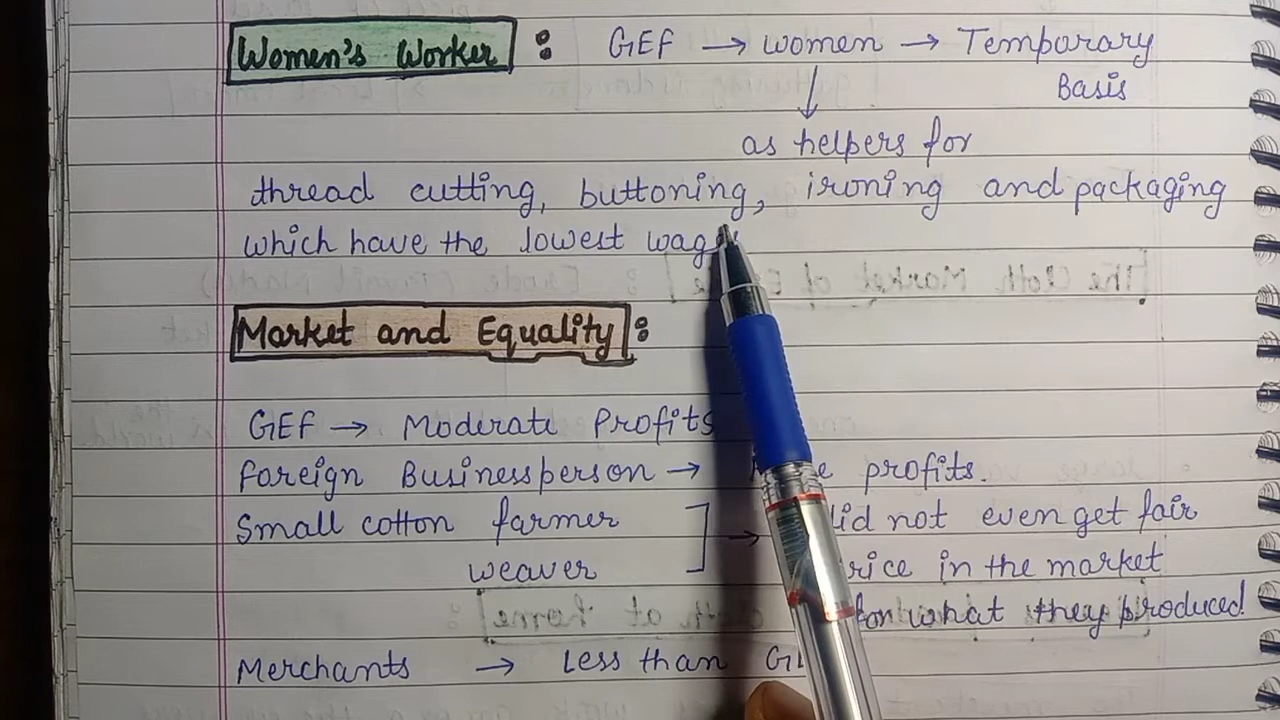 Women's Worker : GEF → women → Temporary
Basis
↓
as helpers for
thread cutting, buttoning, ironing and packaging
which have the lowest
Market and Equality :
GEF → Moderate Profits
Foreign Businessperson → profits.
Small cotton farmer ] → did not even get fair
weaver in the market
for what they produced
Merchants → Less than